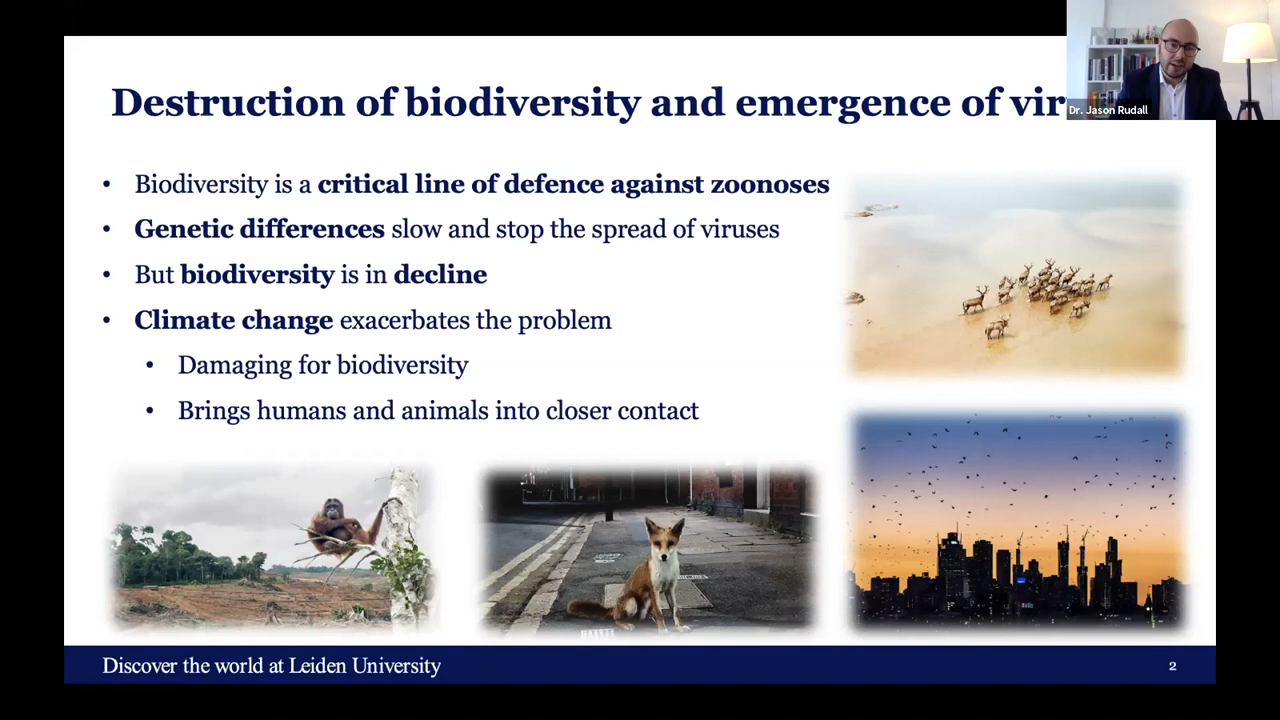 Destruction of biodiversity and emergence of
Dr. Jason Rudall
• Biodiversity is a critical line of defence against zoonoses
• Genetic differences slow and stop the spread of viruses
• But biodiversity is in decline
• Climate change exacerbates the problem
• Damaging for biodiversity
• Brings humans and animals into closer contact
Discover the world at Leiden University
2